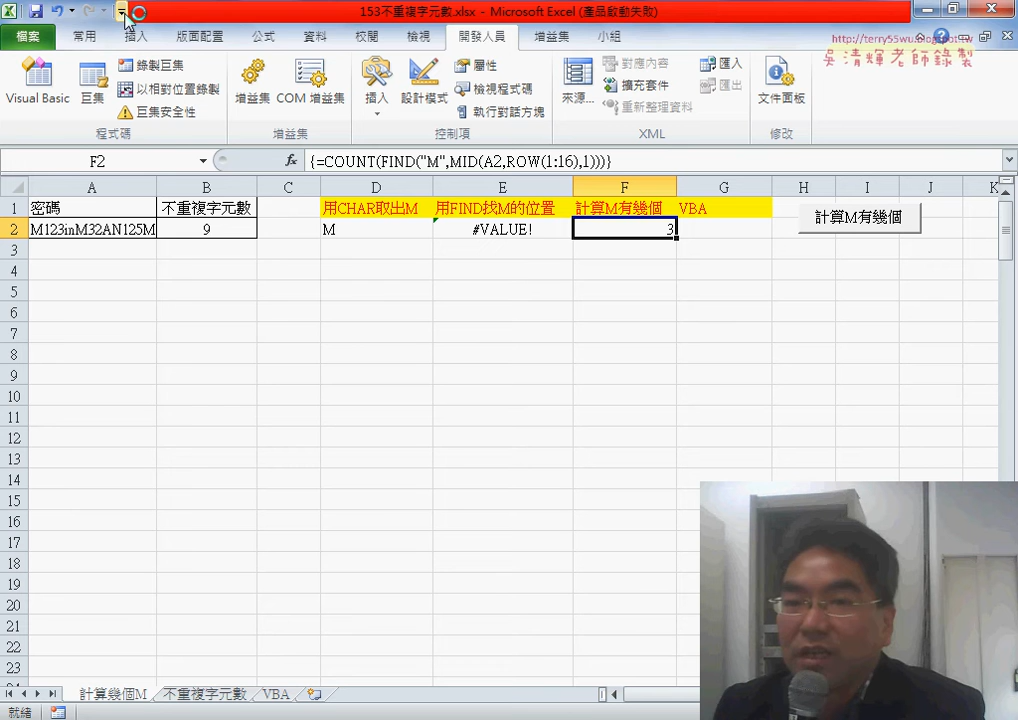 153不重複字元數.xlsx - Microsoft Excel (產品啟動失敗)
檔案 常用 插入 版面配置 公式 資料 校閱 檢視 開發人員 增益集 小組
http://terry55wu.blogspot.tw
吳清輝老師錄製
Visual Basic 巨集 錄製巨集 以相對位置錄製 巨集安全性
增益集 COM 增益集 插入 設計模式 屬性 檢視程式碼 執行對話方塊
來源... 對應內容 擴充套件 重新整理資料 匯入 匯出 文件面板
程式碼 增益集 控制項 XML 修改
F2 fx {=COUNT(FIND("M",MID(A2,ROW(1:16),1)))}
A B C D E F G H I J K
1 密碼 不重複字元數 用CHAR取出M 用FIND找M的位置 計算M有幾個 VBA
計算M有幾個
2 M123inM32AN125M 9 M #VALUE! 3
3
4
5
6
7
8
9
10
11
12
13
14
15
16
17
18
19
20
21
22
23
計算幾個M 不重複字元數 VBA
就緒